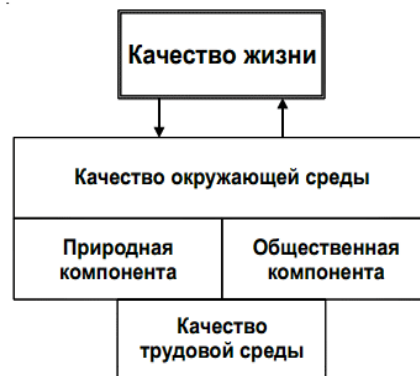 Качество жизни
Качество окружающей среды
Природная
компонента
Общественная
компонента
Качество
трудовой среды